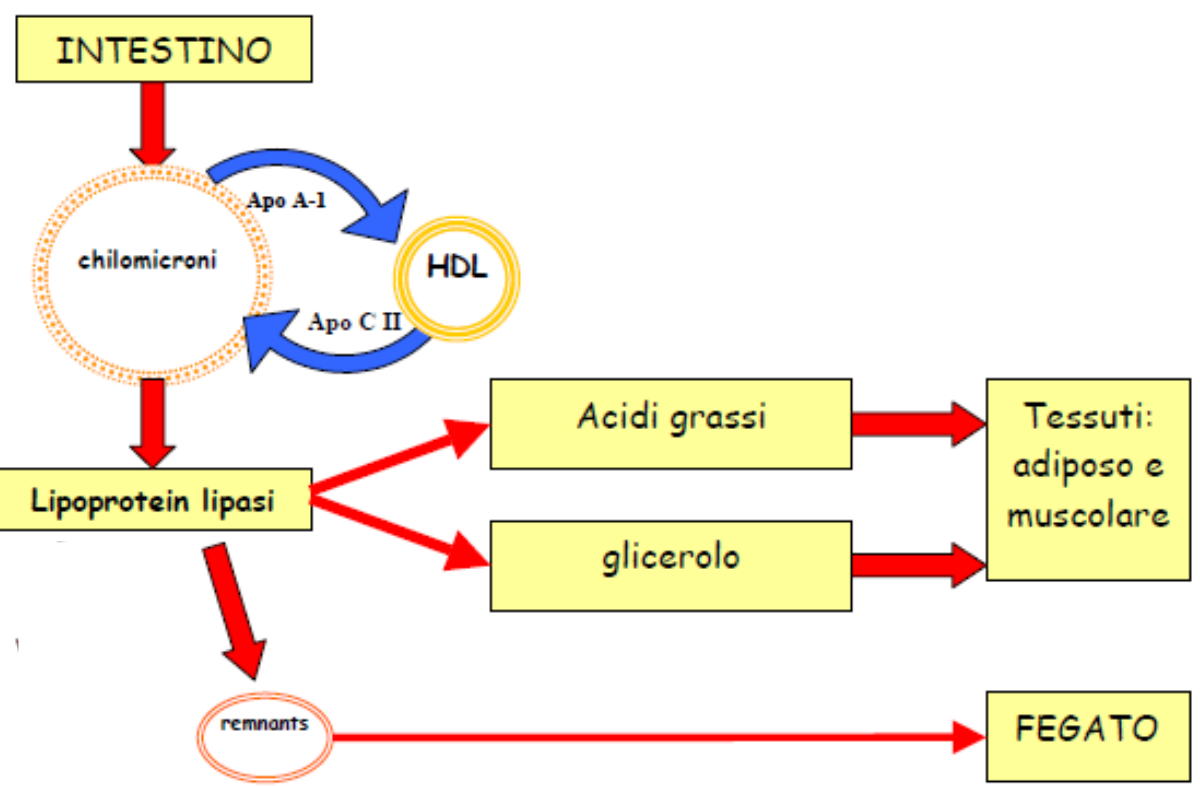 INTESTINO
Apo A-1
chilomicroni
HDL
Apo C II
Acidi grassi
Tessuti:
adiposo e
muscolare
Lipoprotein lipasi
glicerolo
remnants
FEGATO